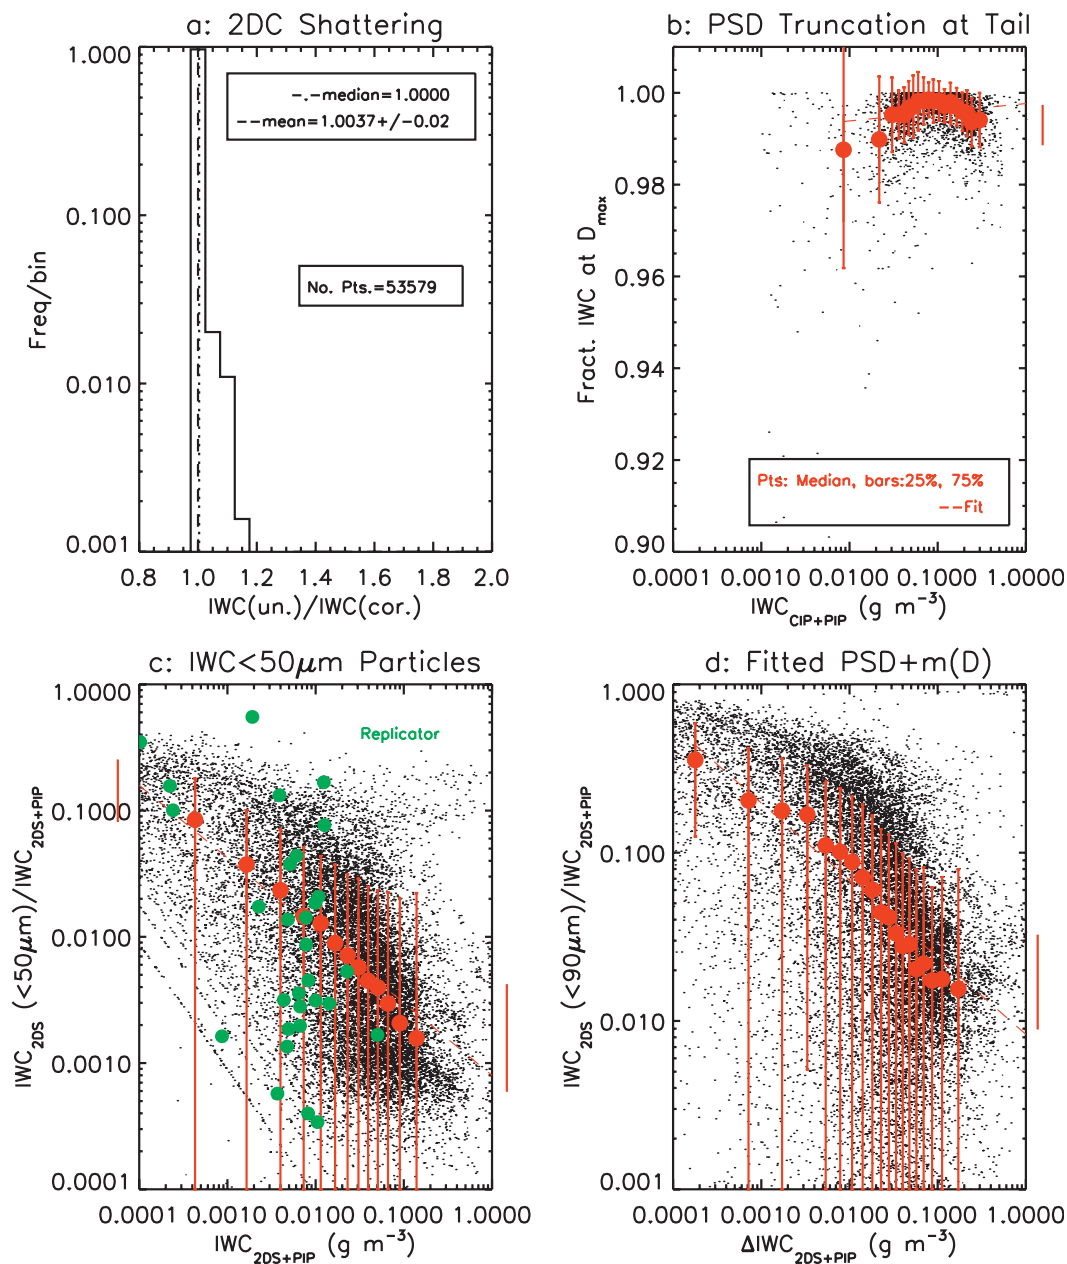 a: 2DC Shattering
1.000
0.100
0.010
0.001
Freq/bin
-.-median=1.0000
--mean=1.0037+/-0.02
No. Pts.=53579
0.8 1.0 1.2 1.4 1.6 1.8 2.0
IWC(un.)/IWC(cor.)
b: PSD Truncation at Tail
1.00
0.98
0.96
0.94
0.92
0.90
Fract. IWC at Dmax
Pts: Median, bars:25%, 75%
--Fit
0.0001 0.0010 0.0100 0.1000 1.0000
IWCCIP+PIP (g m-3)
c: IWC<50μm Particles
1.0000
0.1000
0.0100
0.0010
0.0001
IWC2DS (<50μm)/IWC2DS+PIP
Replicator
0.0001 0.0010 0.0100 0.1000 1.0000
IWC2DS+PIP (g m-3)
d: Fitted PSD+m(D)
1.000
0.100
0.010
0.001
IWC2DS (<90μm)/IWC2DS+PIP
0.0001 0.0010 0.0100 0.1000 1.0000
ΔIWC2DS+PIP (g m-3)